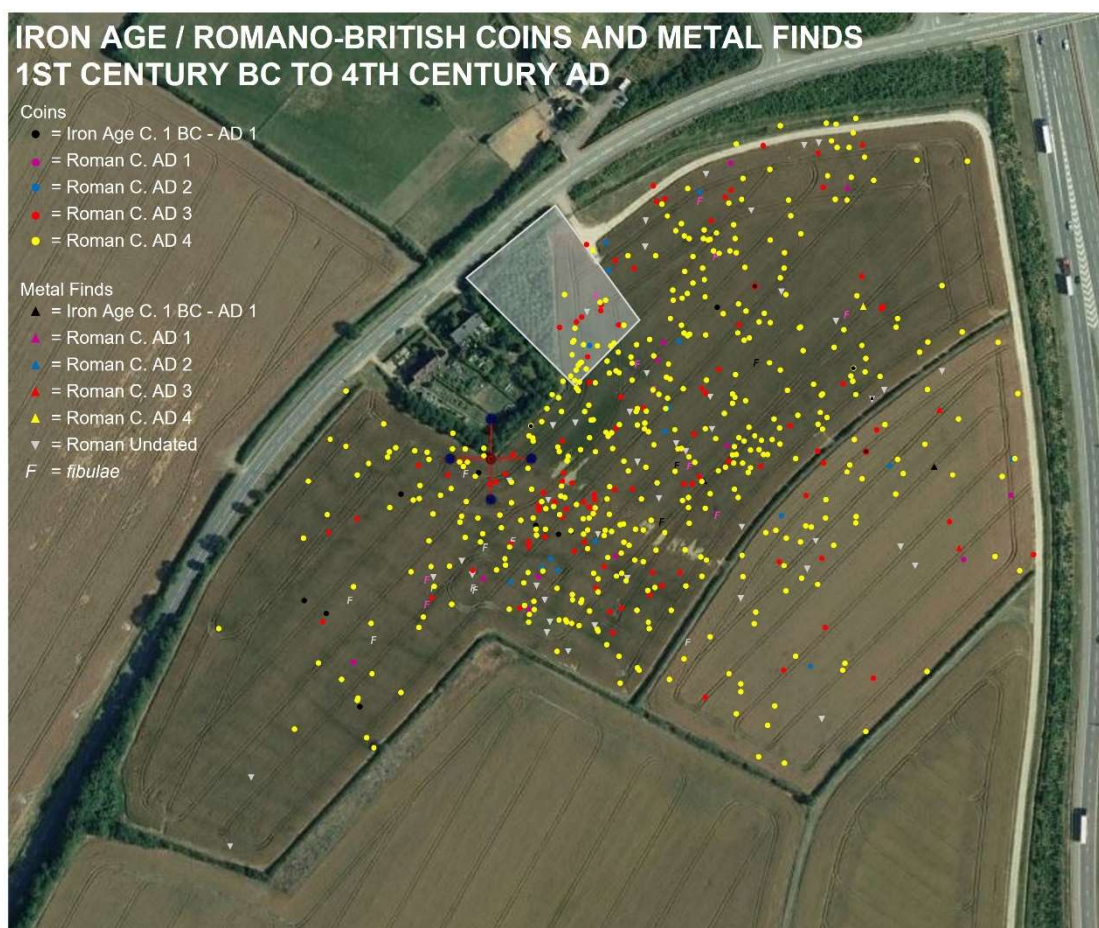 IRON AGE / ROMANO-BRITISH COINS AND METAL FINDS
1ST CENTURY BC TO 4TH CENTURY AD
Coins
= Iron Age C. 1 BC - AD 1
= Roman C. AD 1
= Roman C. AD 2
= Roman C. AD 3
= Roman C. AD 4
Metal Finds
= Iron Age C. 1 BC - AD 1
= Roman C. AD 1
= Roman C. AD 2
= Roman C. AD 3
= Roman C. AD 4
= Roman Undated
F = fibulae